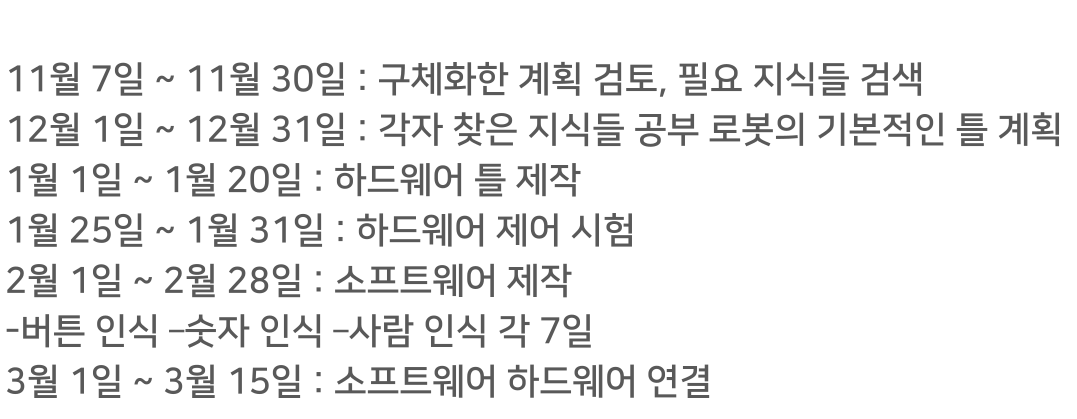 11월 7일 ~ 11월 30일 : 구체화한 계획 검토, 필요 지식들 검색
12월 1일 ~ 12월 31일 : 각자 찾은 지식들 공부 로봇의 기본적인 틀 계획
1월 1일 ~ 1월 20일 : 하드웨어 틀 제작
1월 25일 ~ 1월 31일 : 하드웨어 제어 시험
2월 1일 ~ 2월 28일 : 소프트웨어 제작
-버튼 인식 –숫자 인식 –사람 인식 각 7일
3월 1일 ~ 3월 15일 : 소프트웨어 하드웨어 연결